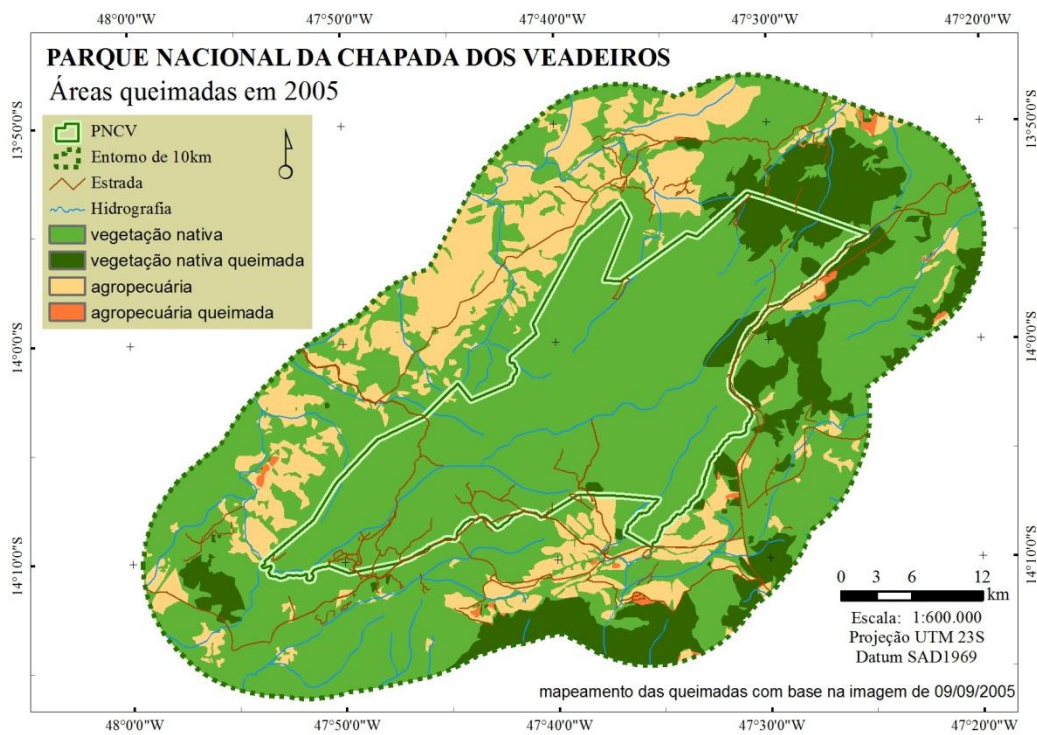 48°0'0"W 47°50'0"W 47°40'0"W 47°30'0"W 47°20'0"W
PARQUE NACIONAL DA CHAPADA DOS VEADEIROS
Áreas queimadas em 2005
PNCV
Entorno de 10km
Estrada
Hidrografia
vegetação nativa
vegetação nativa queimada
agropecuária
agropecuária queimada
13°50'0"S 13°50'0"S
14°0'0"S 14°0'0"S
14°10'0"S 14°10'0"S
0 3 6 12
km
Escala: 1:600.000
Projeção UTM 23S
Datum SAD1969
mapeamento das queimadas com base na imagem de 09/09/2005
48°0'0"W 47°50'0"W 47°40'0"W 47°30'0"W 47°20'0"W